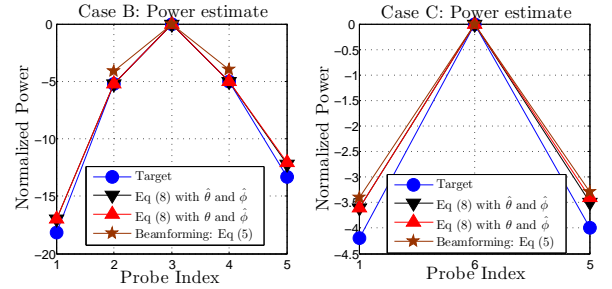 Case B: Power estimate
Normalized Power
0
−5
−10
−15
−20
1
2
3
4
5
Probe Index
Target
Eq (8) with θ̂ and φ̂
Eq (8) with θ and φ̂
Beamforming: Eq (5)
Case C: Power estimate
Normalized Power
0
−0.5
−1
−1.5
−2
−2.5
−3
−3.5
−4
−4.5
1
6
5
Probe Index
Target
Eq (8) with θ̂ and φ̂
Eq (8) with θ and φ̂
Beamforming: Eq (5)